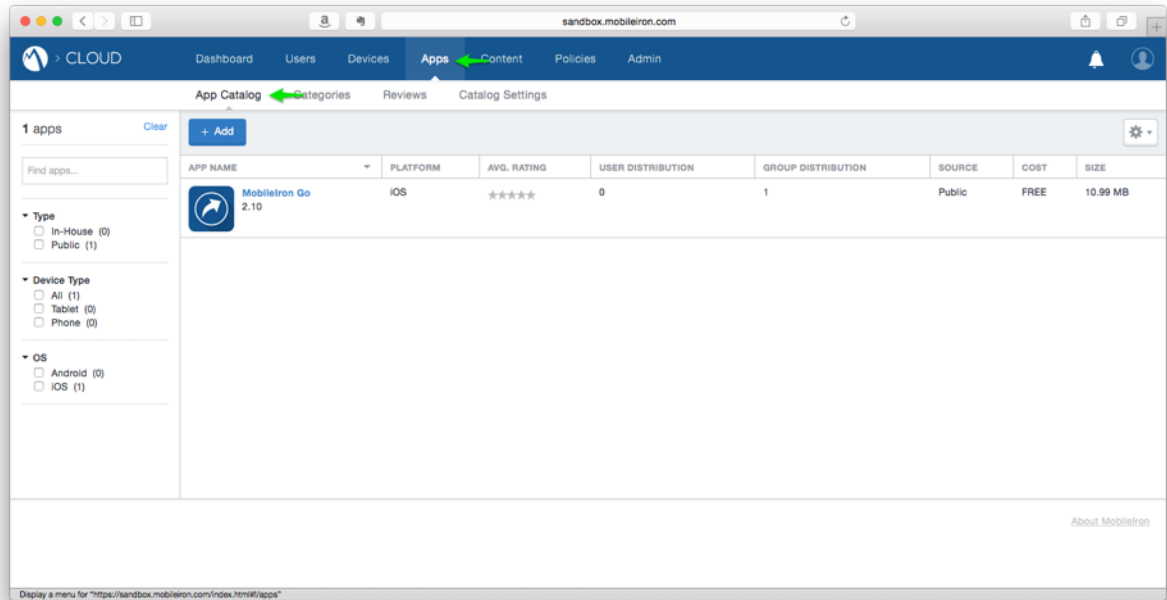 sandbox.mobileiron.com
CLOUD
Dashboard Users Devices Apps Content Policies Admin
App Catalog Categories Reviews Catalog Settings
1 apps Clear
+ Add
Find apps...
APP NAME PLATFORM AVG. RATING USER DISTRIBUTION GROUP DISTRIBUTION SOURCE COST SIZE
MobileIron Go iOS 0 1 Public FREE 10.99 MB
2.10
Type
In-House (0)
Public (1)
Device Type
All (1)
Tablet (0)
Phone (0)
OS
Android (0)
iOS (1)
About MobileIron
Display a menu for "https://sandbox.mobileiron.com/index.html#!/apps"